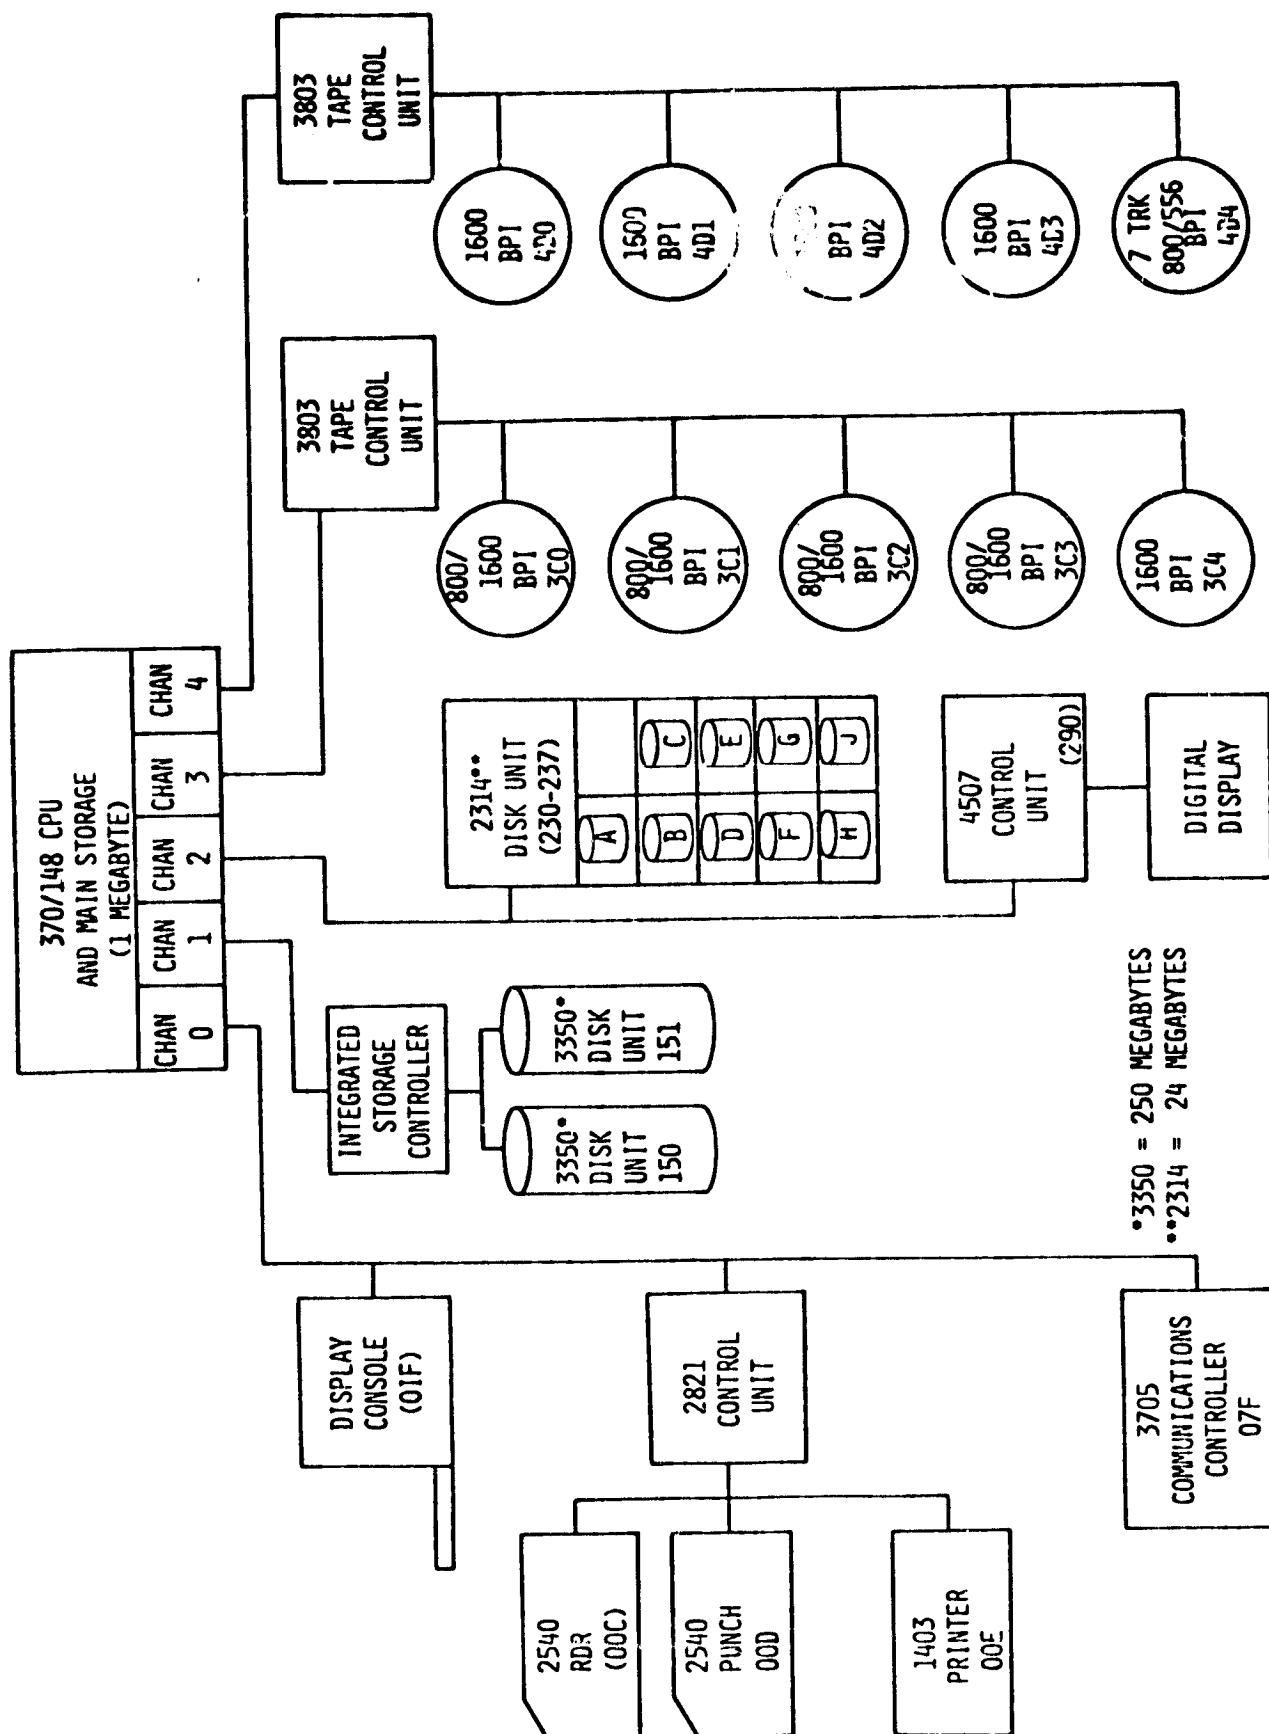 370/148 CPU
AND MAIN STORAGE
(1 MEGABYTE)
CHAN
0
CHAN
1
CHAN
2
CHAN
3
CHAN
4
DISPLAY
CONSOLE
(01F)
2821
CONTROL
UNIT
2540
RDR
(00C)
2540
PUNCH
00D
1403
PRINTER
00E
3705
COMMUNICATIONS
CONTROLLER
07F
INTEGRATED
STORAGE
CONTROLLER
3350*
DISK
UNIT
150
3350*
DISK
UNIT
151
*3350 = 250 MEGABYTES
**2314 = 24 MEGABYTES
2314**
DISK UNIT
(230-237)
A
B
C
D
E
F
G
H
J
4507
CONTROL
UNIT
(290)
DIGITAL
DISPLAY
3803
TAPE
CONTROL
UNIT
800/
1600
BPI
3C0
800/
1600
BPI
3C1
800/
1600
BPI
3C2
800/
1600
BPI
3C3
1600
BPI
3C4
3803
TAPE
CONTROL
UNIT
1600
BPI
4D0
1600
BPI
4D1
BPI
4D2
1600
BPI
4D3
7 TRK
800/556
BPI
4D4